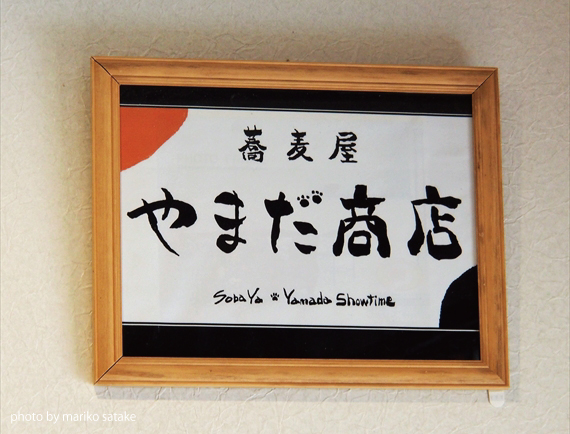 蕎麦屋
やまだ商店
SobaYa Yamada Showtime
photo by mariko satake